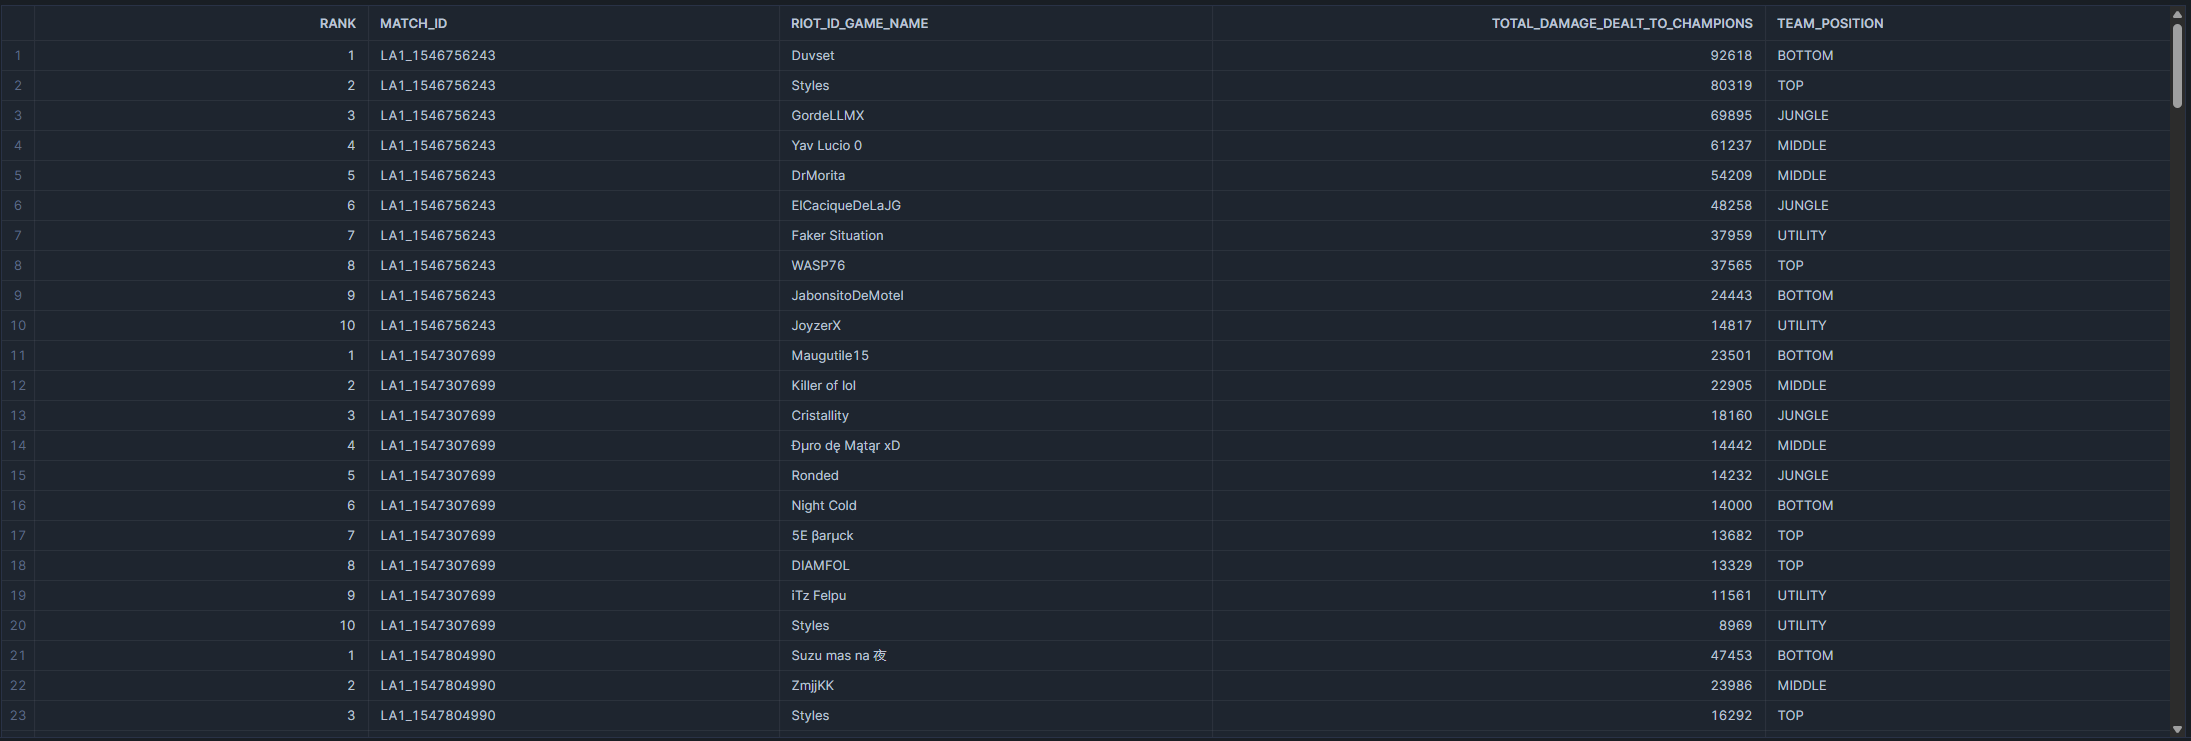 RANK MATCH_ID RIOT_ID_GAME_NAME TOTAL_DAMAGE_DEALT_TO_CHAMPIONS TEAM_POSITION
1 1 LA1_1546756243 Duvset 92618 BOTTOM
2 2 LA1_1546756243 Styles 80319 TOP
3 3 LA1_1546756243 GordeLLMX 69895 JUNGLE
4 4 LA1_1546756243 Yav Lucio 0 61237 MIDDLE
5 5 LA1_1546756243 DrMorita 54209 MIDDLE
6 6 LA1_1546756243 ElCaciqueDeLaJG 48258 JUNGLE
7 7 LA1_1546756243 Faker Situation 37959 UTILITY
8 8 LA1_1546756243 WASP76 37565 TOP
9 9 LA1_1546756243 JabonsitoDeMotel 24443 BOTTOM
10 10 LA1_1546756243 JoyzerX 14817 UTILITY
11 1 LA1_1547307699 Maugutile15 23501 BOTTOM
12 2 LA1_1547307699 Killer of lol 22905 MIDDLE
13 3 LA1_1547307699 Cristallity 18160 JUNGLE
14 4 LA1_1547307699 Đμro dę Mątąr xD 14442 MIDDLE
15 5 LA1_1547307699 Ronded 14232 JUNGLE
16 6 LA1_1547307699 Night Cold 14000 BOTTOM
17 7 LA1_1547307699 5E βarμck 13682 TOP
18 8 LA1_1547307699 DIAMFOL 13329 TOP
19 9 LA1_1547307699 iTz Felpu 11561 UTILITY
20 10 LA1_1547307699 Styles 8969 UTILITY
21 1 LA1_1547804990 Suzu mas na 夜 47453 BOTTOM
22 2 LA1_1547804990 ZmjjKK 23986 MIDDLE
23 3 LA1_1547804990 Styles 16292 TOP